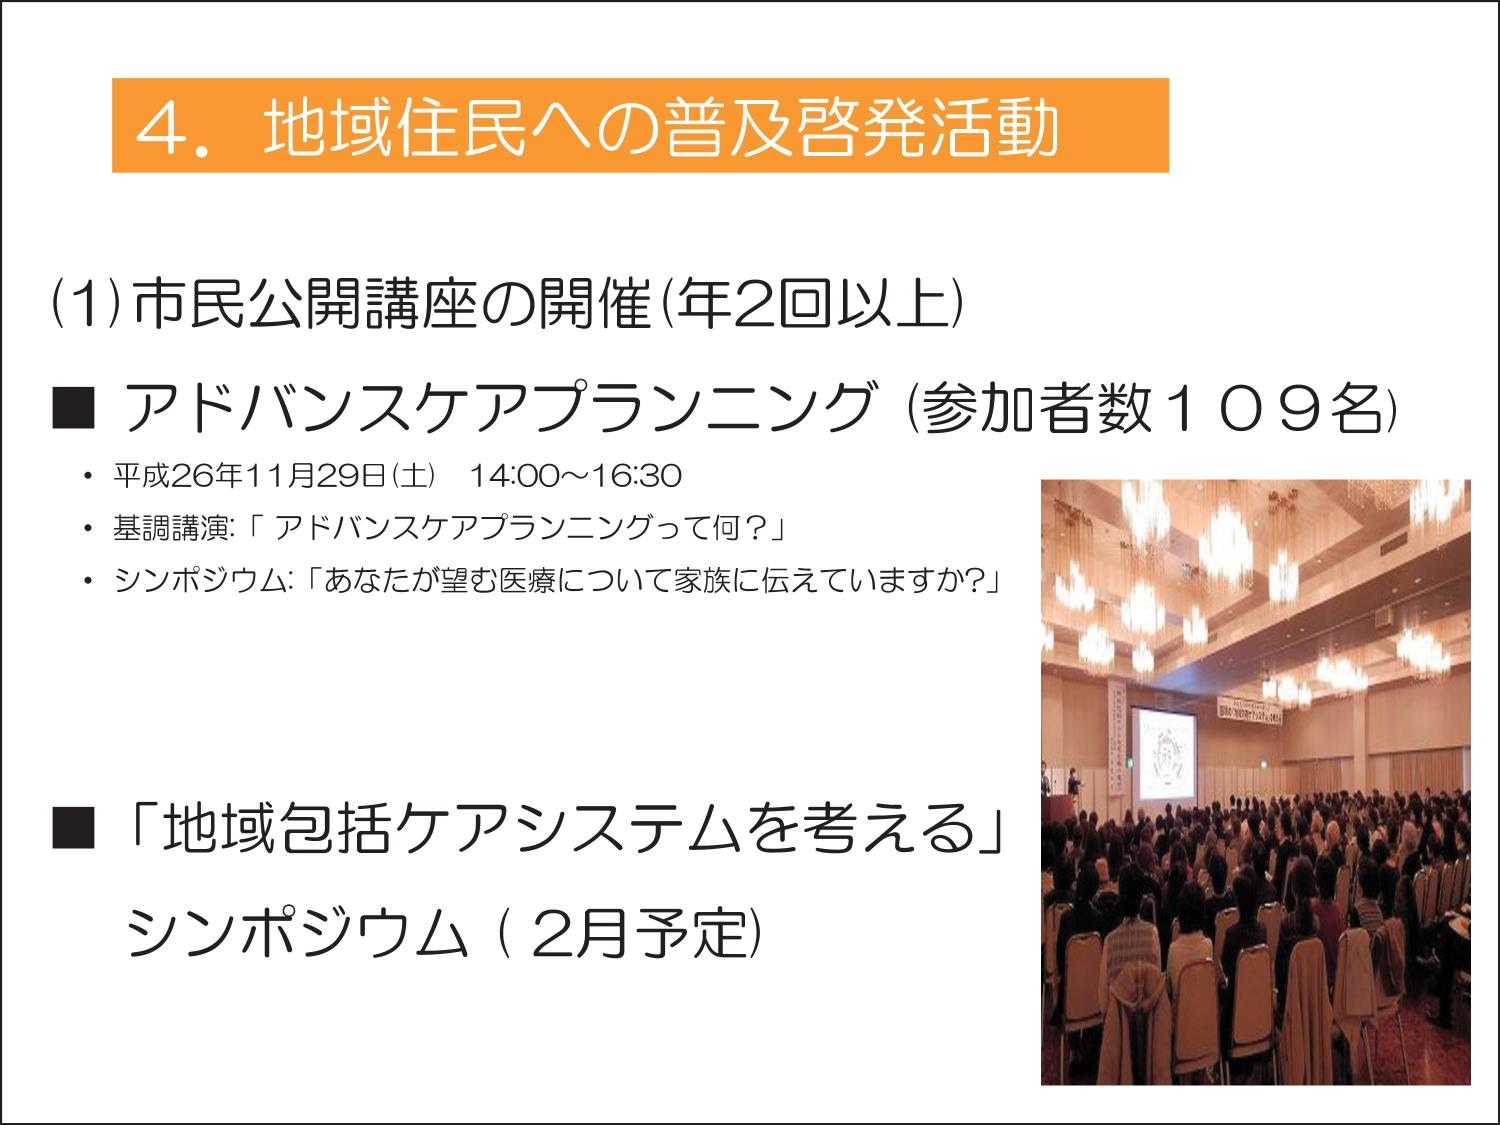 ４．地域住民への普及啓発活動
(1)市民公開講座の開催(年2回以上)
■ アドバンスケアプランニング (参加者数１０９名)
・ 平成26年11月29日(土)　14:00～16:30
・ 基調講演:「 アドバンスケアプランニングって何？」
・ シンポジウム:「あなたが望む医療について家族に伝えていますか?」
■「地域包括ケアシステムを考える」
シンポジウム ( 2月予定)